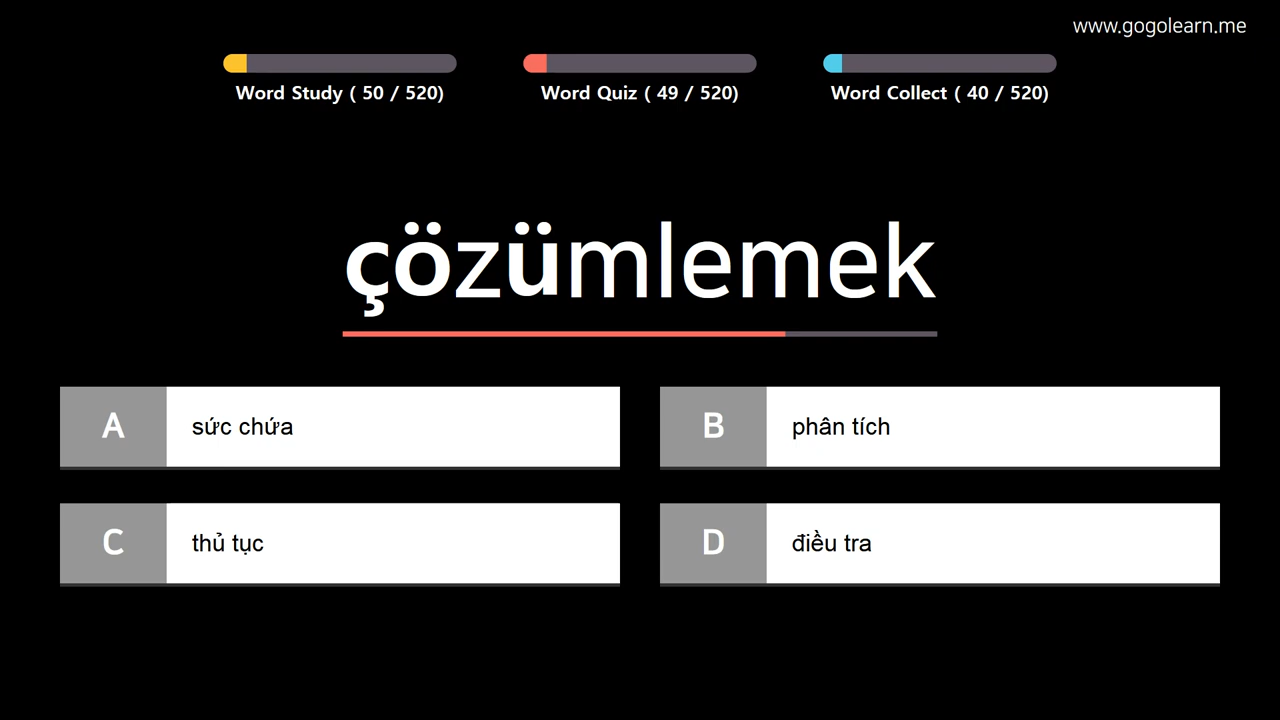 www.gogolearn.me
Word Study ( 50 / 520)
Word Quiz ( 49 / 520)
Word Collect ( 40 / 520)
çözümlemek
A
sức chứa
B
phân tích
C
thủ tục
D
điều tra